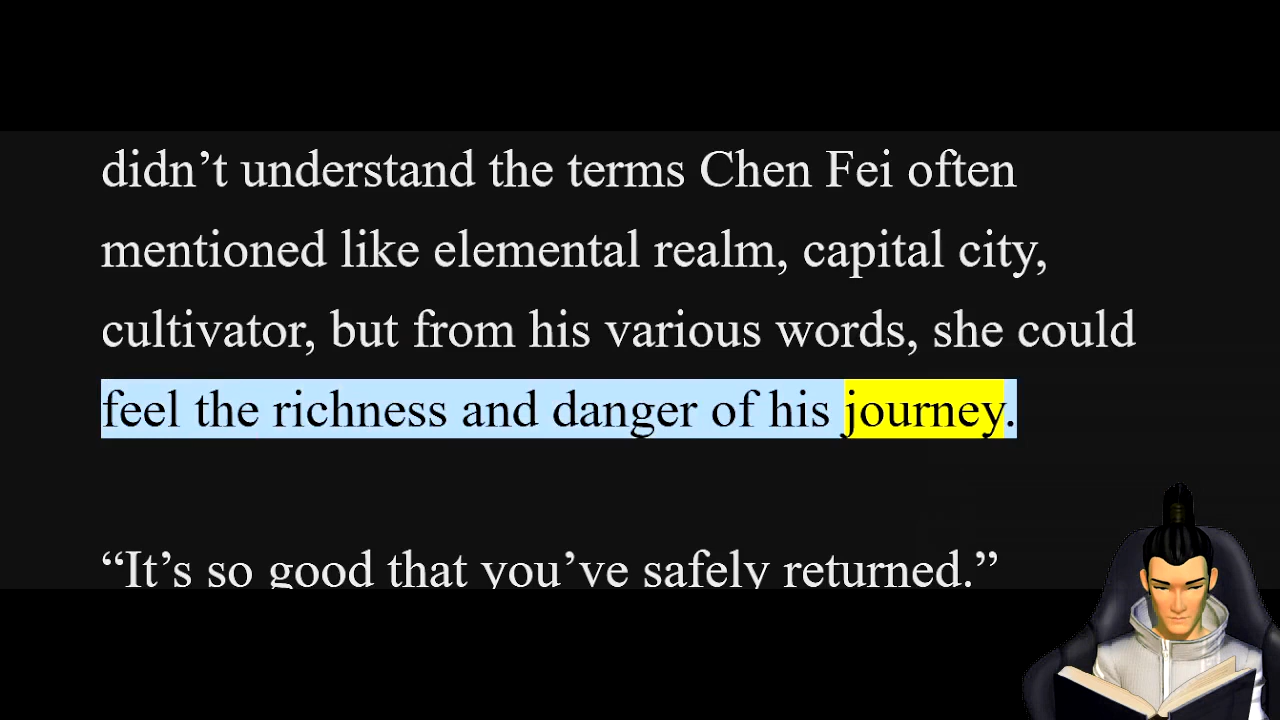 didn’t understand the terms Chen Fei often
mentioned like elemental realm, capital city,
cultivator, but from his various words, she could
feel the richness and danger of his journey.
“It’s so good that you’ve safely returned.”